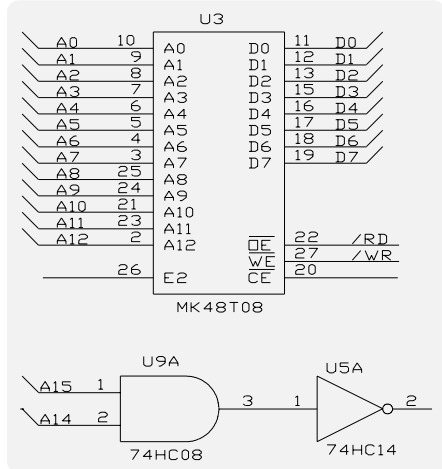 U3
A0 10 A0 D0 11 D0
A1 9 A1 D1 12 D1
A2 8 A2 D2 13 D2
A3 7 A3 D3 15 D3
A4 6 A4 D4 16 D4
A5 5 A5 D5 17 D5
A6 4 A6 D6 18 D6
A7 3 A7 D7 19 D7
A8 25 A8
A9 24 A9
A10 21 A10
A11 23 A11
A12 2 A12 OE 22 /RD
WE 27 /WR
26 E2 CE 20
MK48T08
U9A
U5A
A15 1
A14 2
3
1
2
74HC08
74HC14